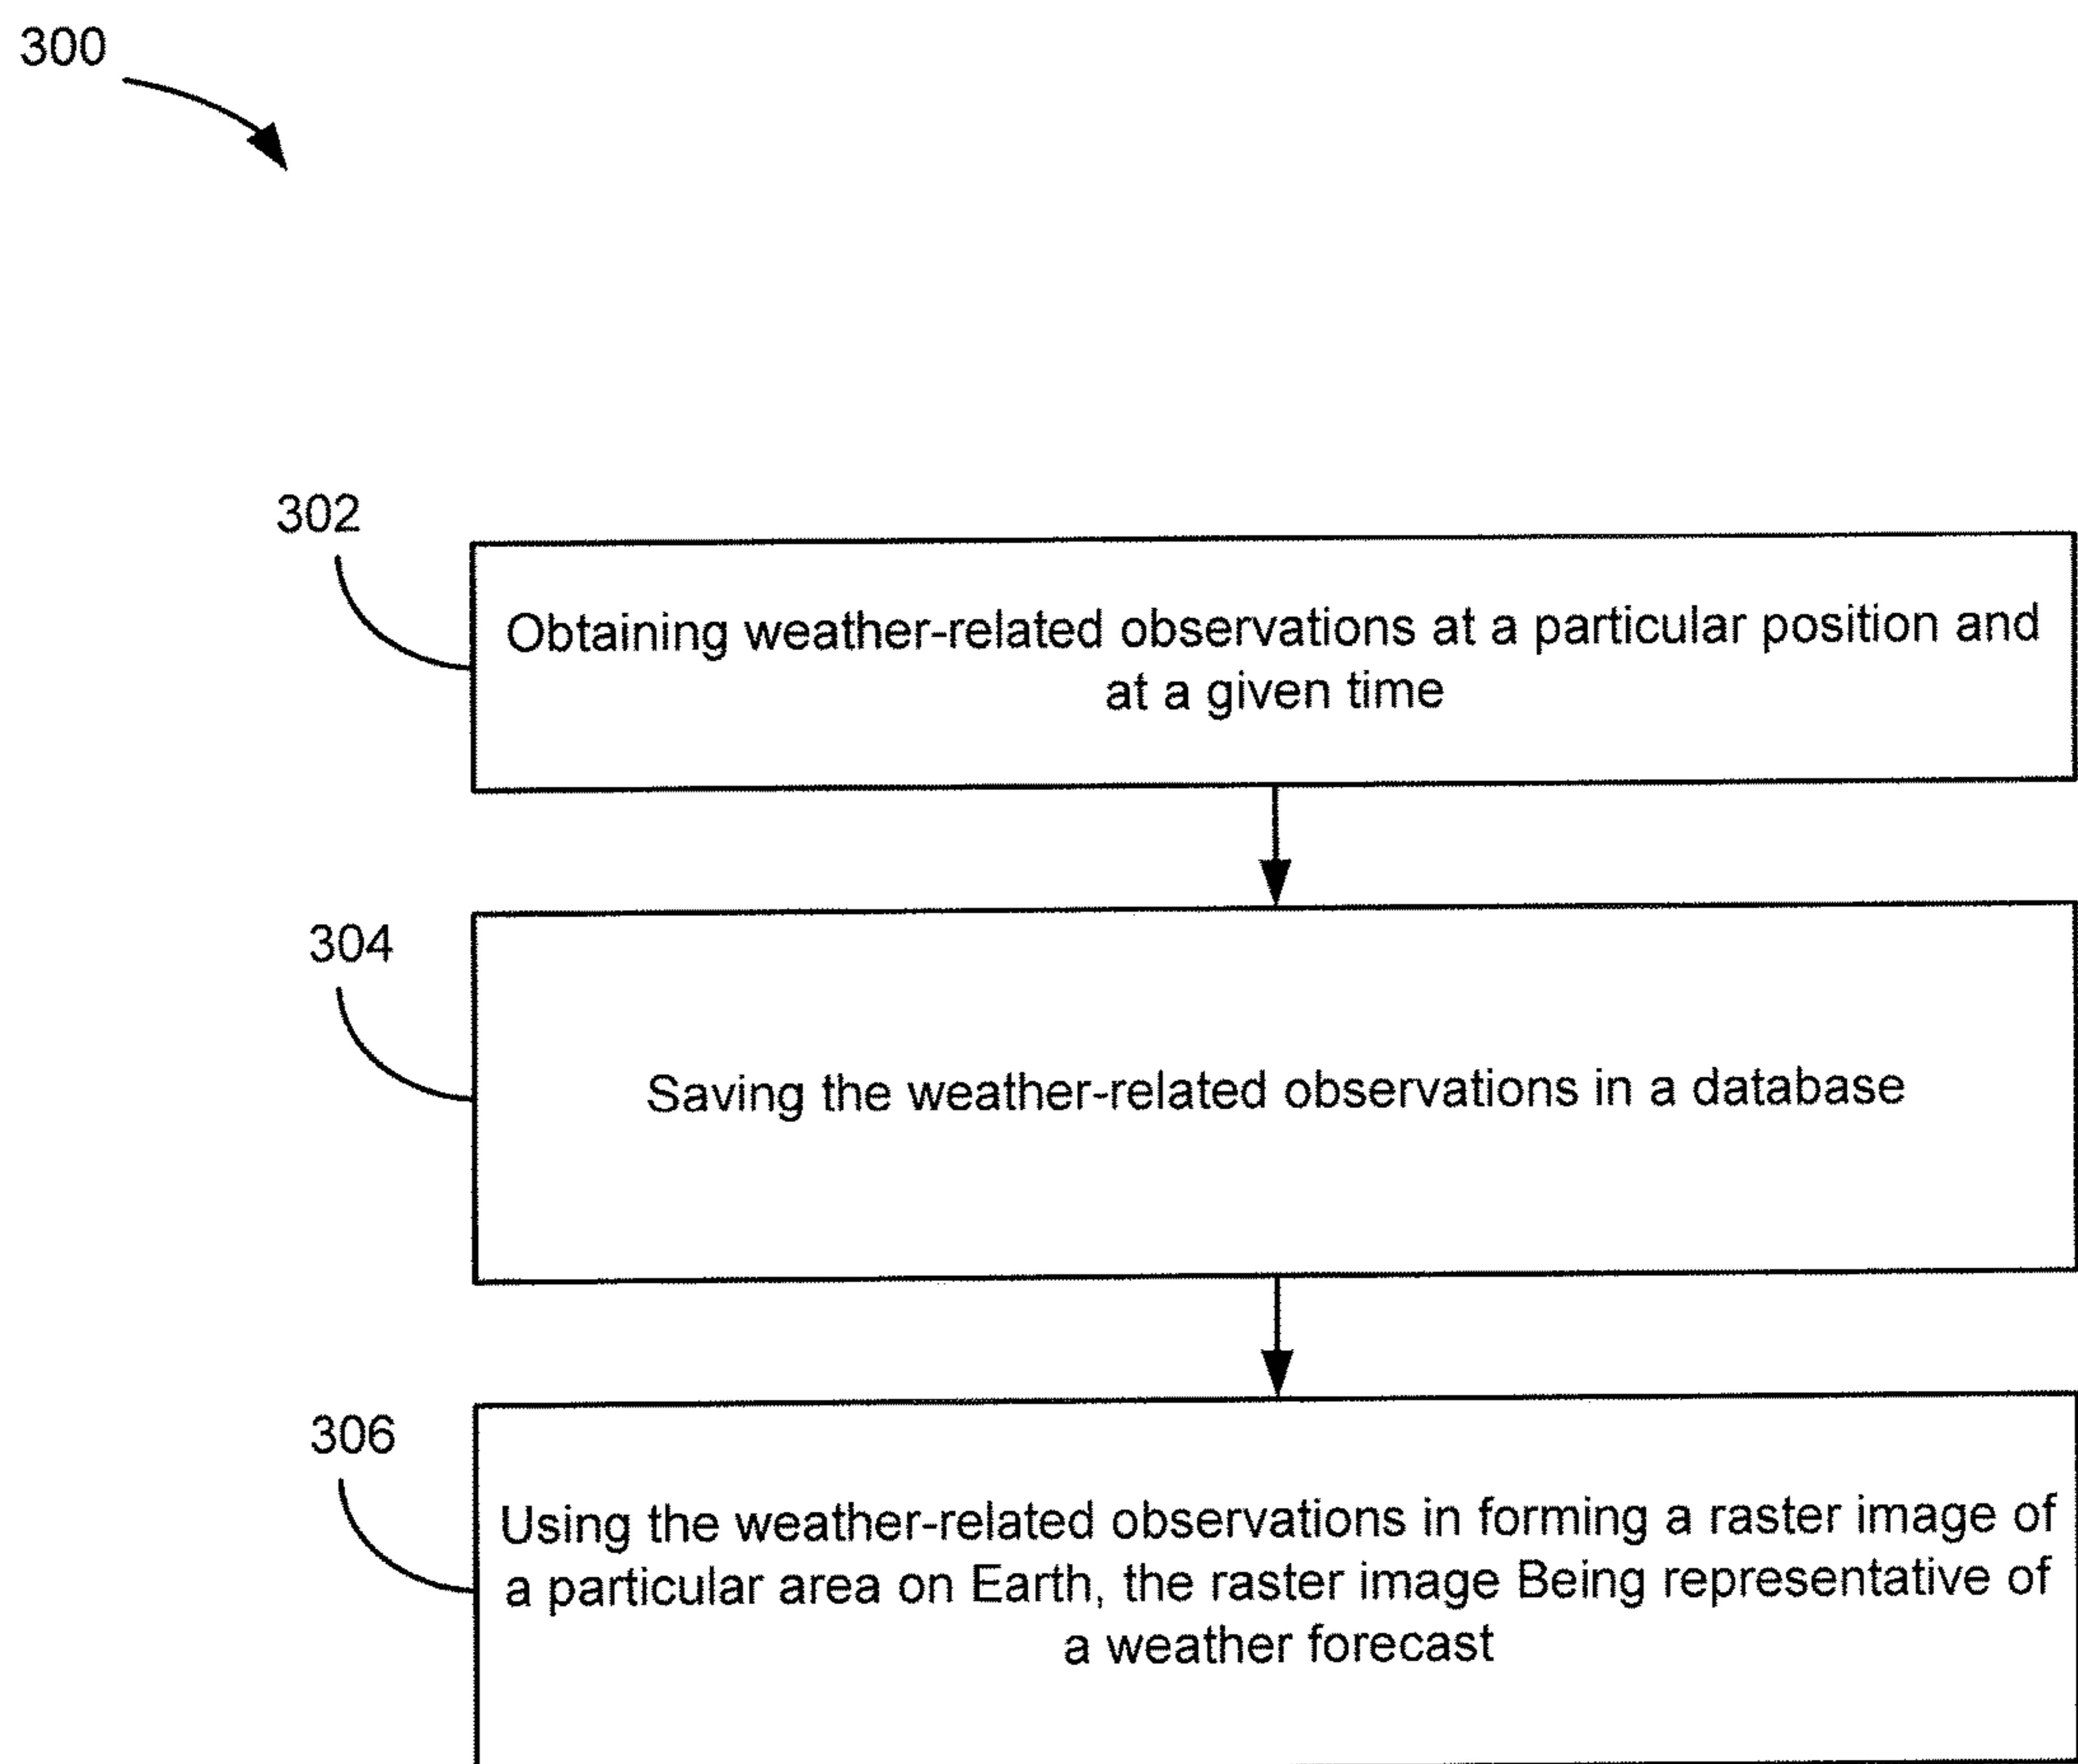 300
302
Obtaining weather-related observations at a particular position and
at a given time
304
Saving the weather-related observations in a database
306
Using the weather-related observations in forming a raster image of
a particular area on Earth, the raster image Being representative of
a weather forecast